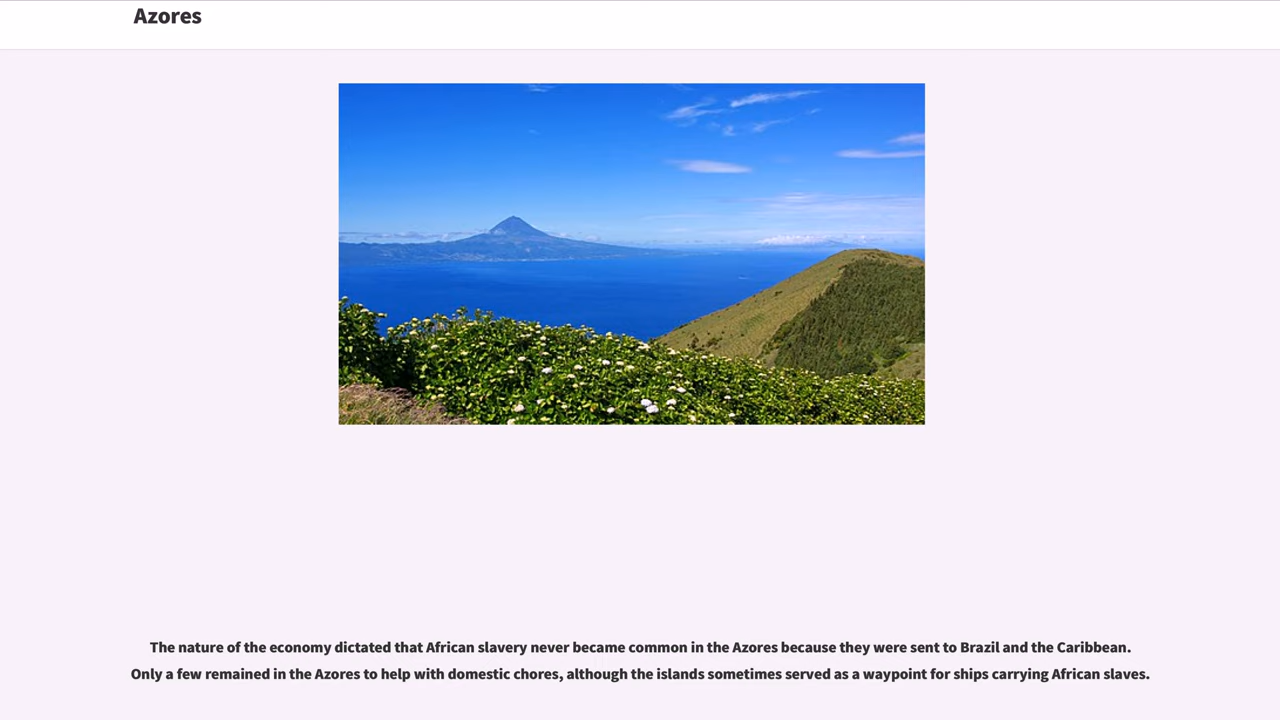 Azores
The nature of the economy dictated that African slavery never became common in the Azores because they were sent to Brazil and the Caribbean.
Only a few remained in the Azores to help with domestic chores, although the islands sometimes served as a waypoint for ships carrying African slaves.